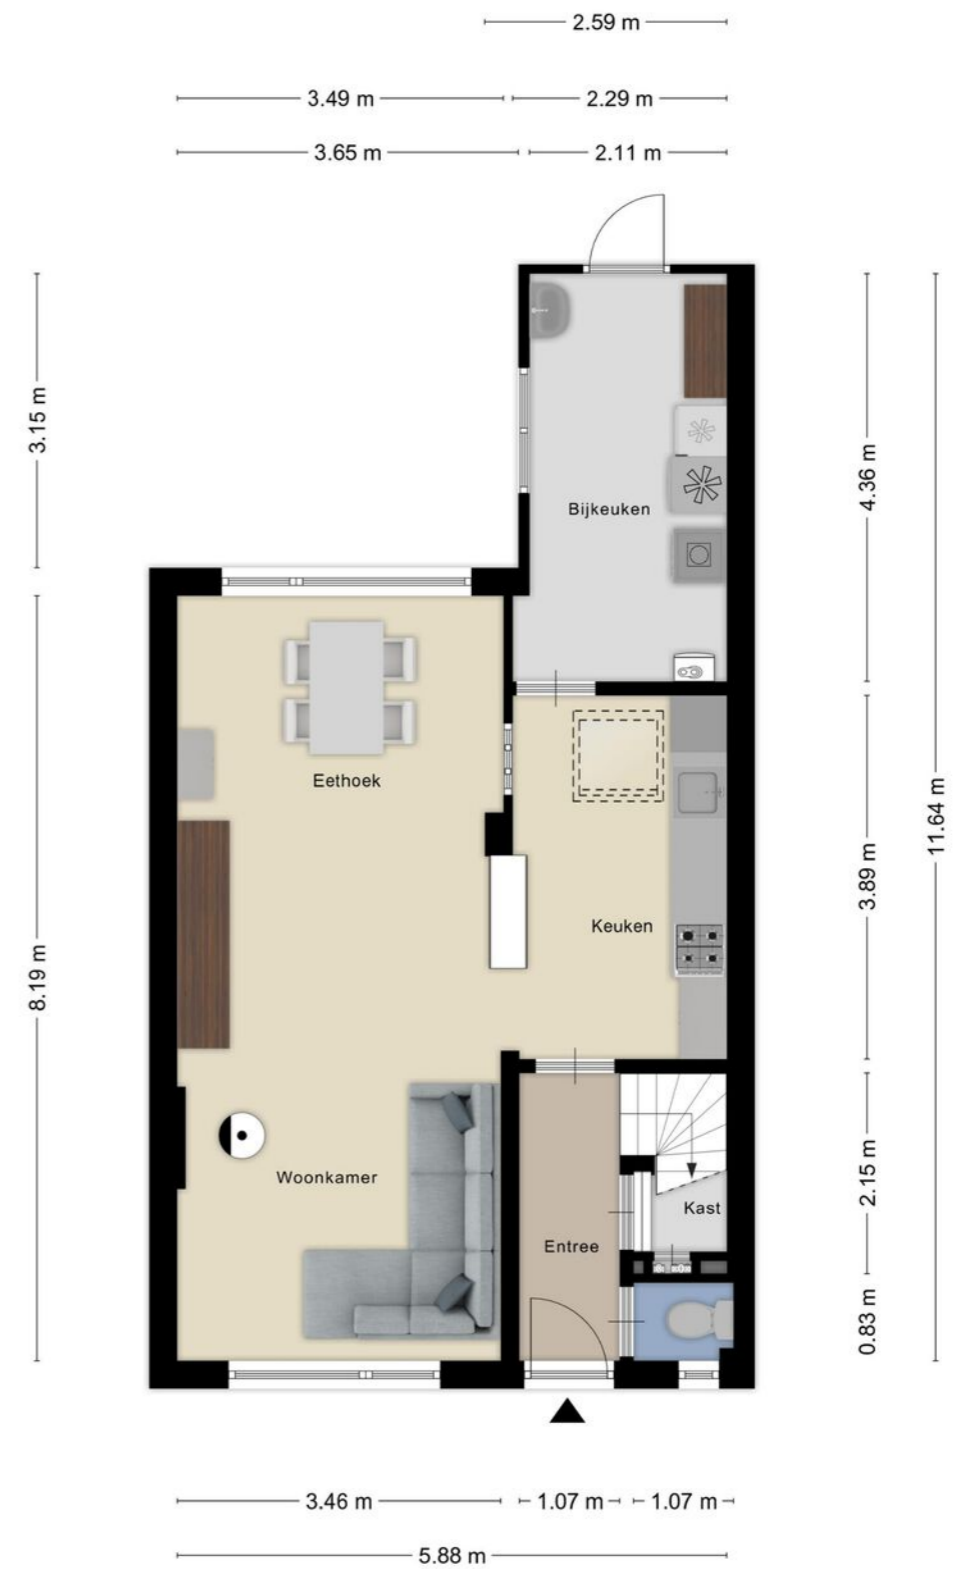 2.59 m
3.49 m
2.29 m
3.65 m
2.11 m
3.15 m
4.36 m
Bijkeuken
Eethoek
11.64 m
3.89 m
Keuken
8.19 m
2.15 m
Woonkamer
Kast
Entree
0.83 m
3.46 m
1.07 m
1.07 m
5.88 m